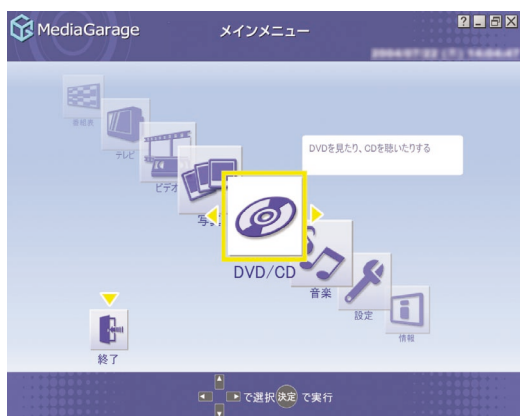 MediaGarage
メインメニュー
番組表
テレビ
ビデオ
DVDを見たり、CDを聴いたりする
DVD/CD
音楽
設定
情報
終了
で選択 決定 で実行